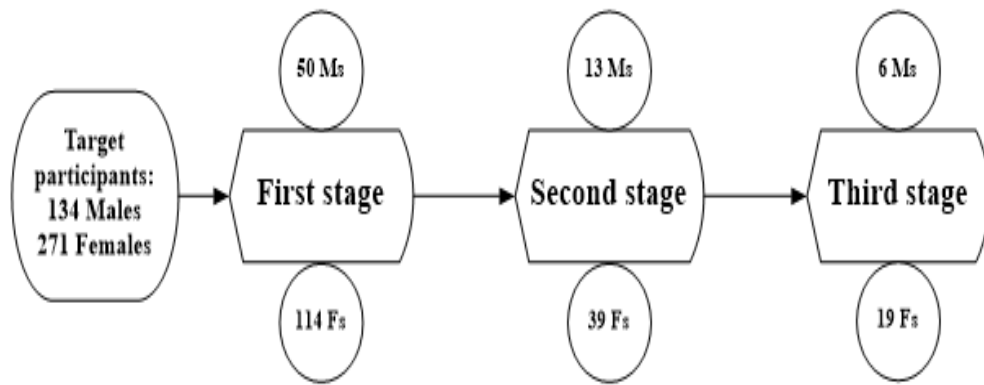 Target
participants:
134 Males
271 Females
50 Ms
First stage
114 Fs
13 Ms
Second stage
39 Fs
6 Ms
Third stage
19 Fs